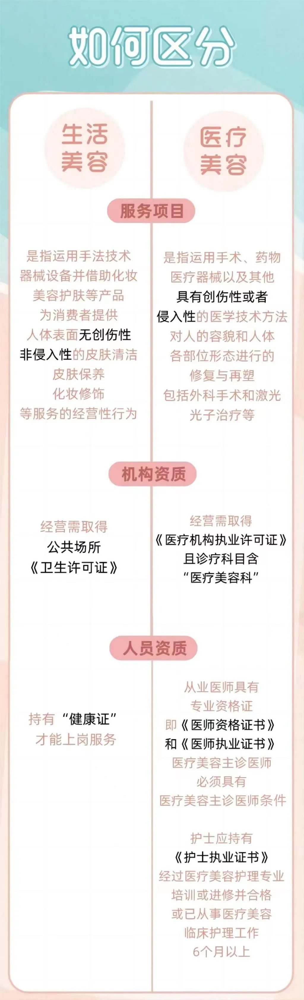 如何区分
生活
美容
医疗
美容
服务项目
是指运用手法技术
器械设备并借助化妆
美容护肤等产品
为消费者提供
人体表面无创伤性
非侵入性的皮肤清洁
皮肤保养
化妆修饰
等服务的经营性行为
是指运用手术、药物
医疗器械以及其他
具有创伤性或者
侵入性的医学技术方法
对人的容貌和人体
各部位形态进行的
修复与再塑
包括外科手术和激光
光子治疗等
机构资质
经营需取得
公共场所
《卫生许可证》
经营需取得
《医疗机构执业许可证》
且诊疗科目含
“医疗美容科”
人员资质
持有“健康证”
才能上岗服务
从业医师具有
专业资格证
即《医师资格证书》
和《医师执业证书》
医疗美容主诊医师
必须具有
医疗美容主诊医师条件
护士应持有
《护士执业证书》
经过医疗美容护理专业
培训或进修并合格
或已从事医疗美容
临床护理工作
6个月以上